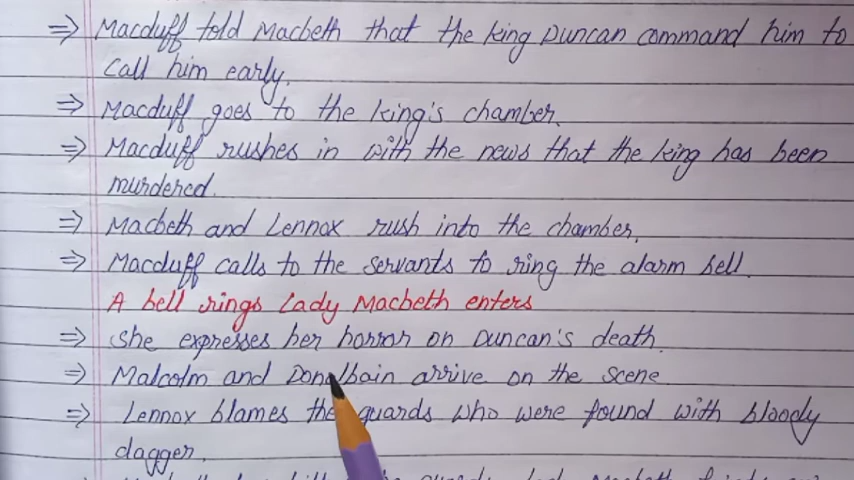 ⇒ Macduff told Macbeth that the king Duncan command him to
call him early.
⇒ Macduff goes to the king's chamber.
⇒ Macduff rushes in with the news that the king has been
murdered.
⇒ Macbeth and Lennox rush into the chamber.
⇒ Macduff calls to the servants to ring the alarm bell.
A bell rings Lady Macbeth enters
⇒ She expresses her horror on Duncan's death.
⇒ Malcolm and Donalbain arrive on the scene
⇒ Lennox blames the guards who were found with bloody
dagger.